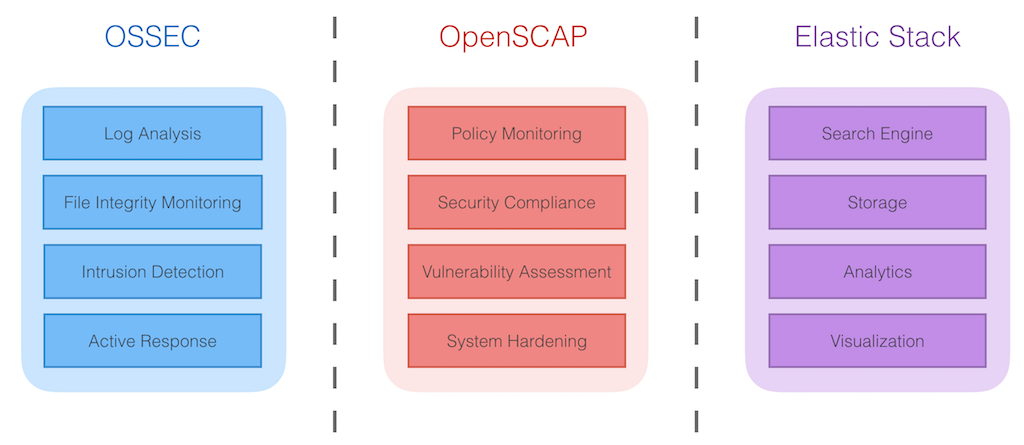 OSSEC
Log Analysis
File Integrity Monitoring
Intrusion Detection
Active Response
OpenSCAP
Policy Monitoring
Security Compliance
Vulnerability Assessment
System Hardening
Elastic Stack
Search Engine
Storage
Analytics
Visualization